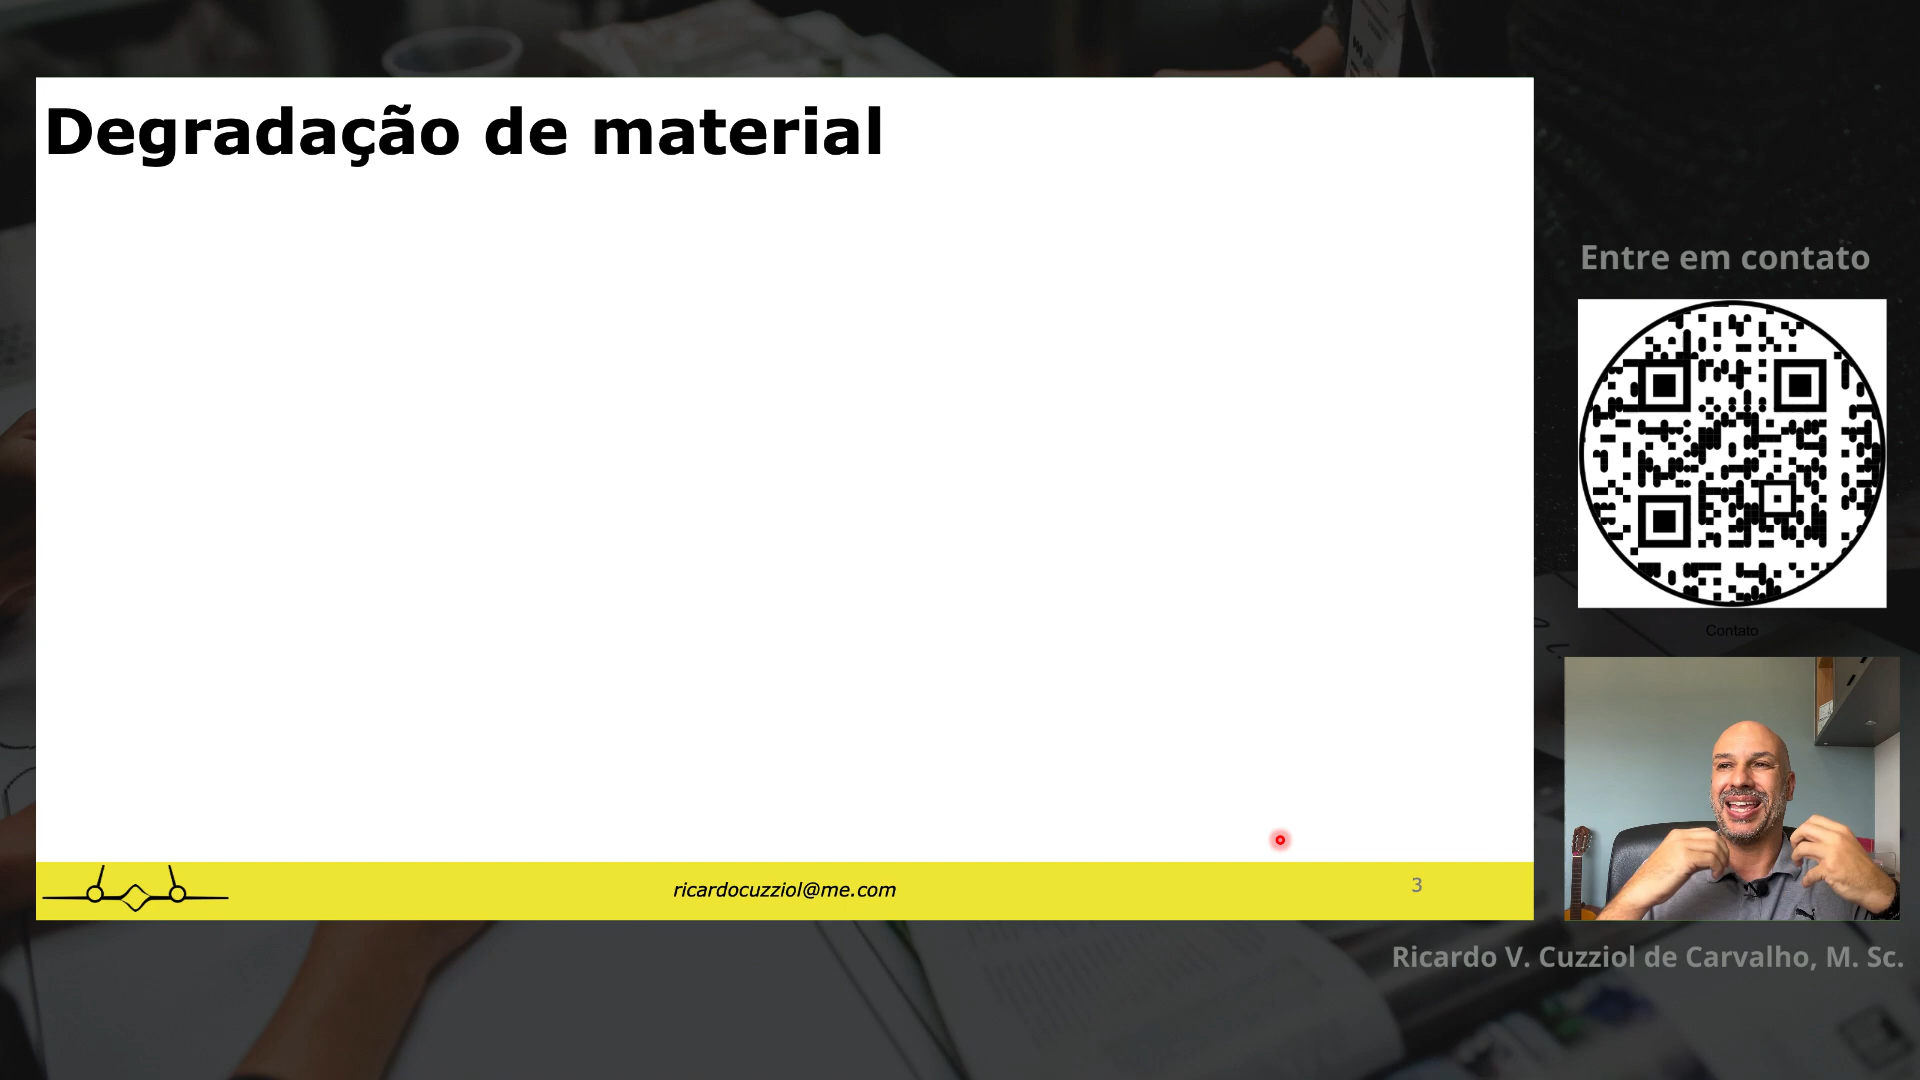 Degradação de material
Entre em contato
Contato
ricardocuzziol@me.com
3
Ricardo V. Cuzziol de Carvalho, M. Sc.